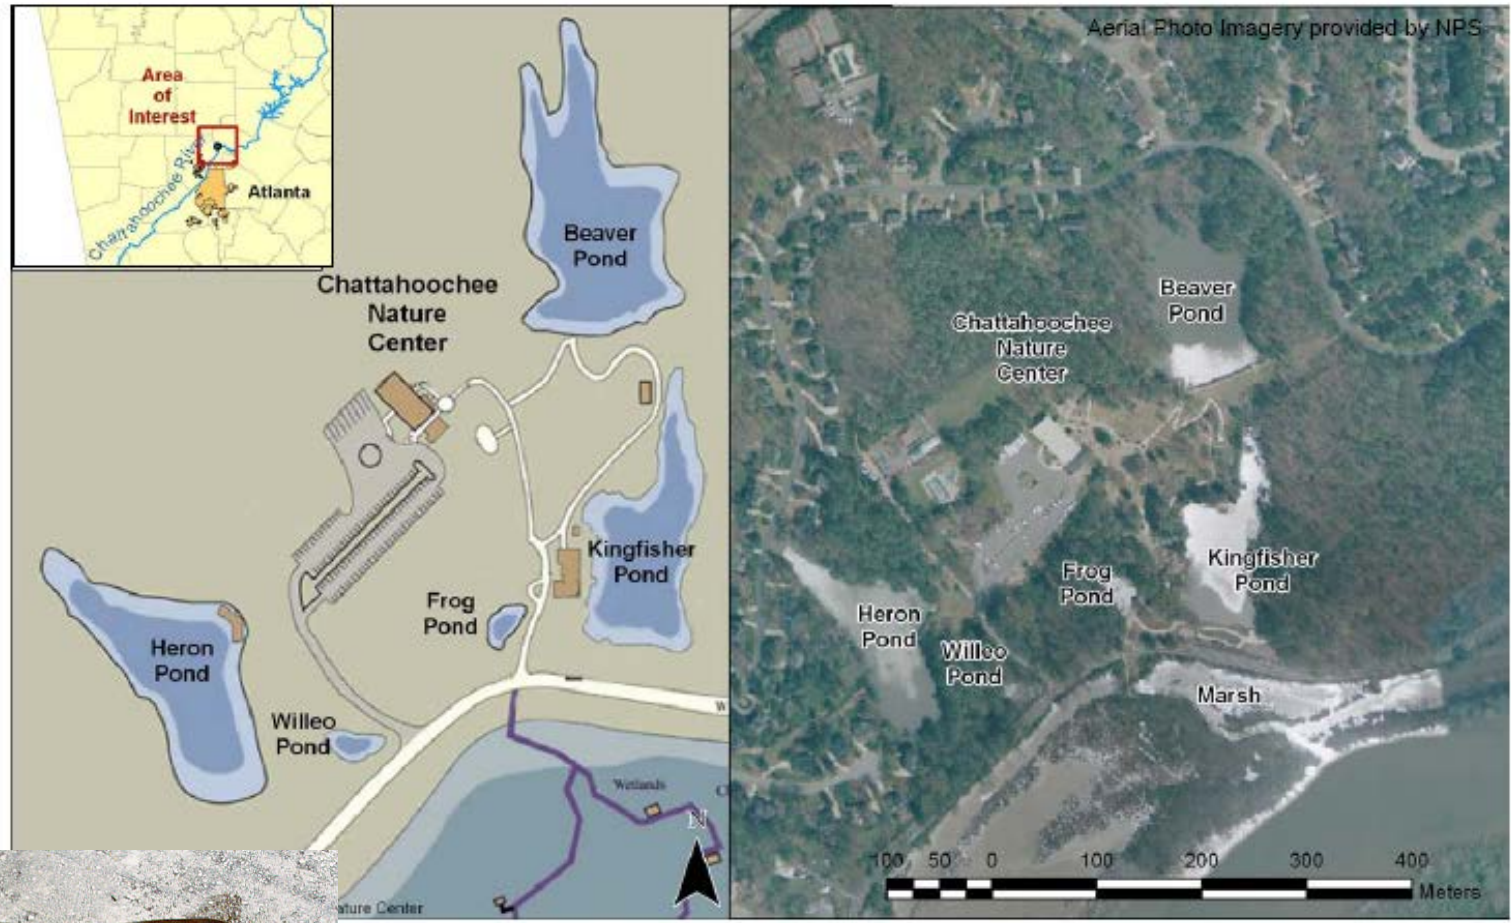 Area
of
Interest
Chattahoochee River
Atlanta
Chattahoochee
Nature
Center
Beaver
Pond
Kingfisher
Pond
Frog
Pond
Heron
Pond
Willeo
Pond
W
Wetlands
C
N
ature Center
Aerial Photo Imagery provided by NPS
Beaver
Pond
Chattahoochee
Nature
Center
Kingfisher
Pond
Frog
Pond
Heron
Pond
Willeo
Pond
Marsh
100 50 0 100 200 300 400
Meters